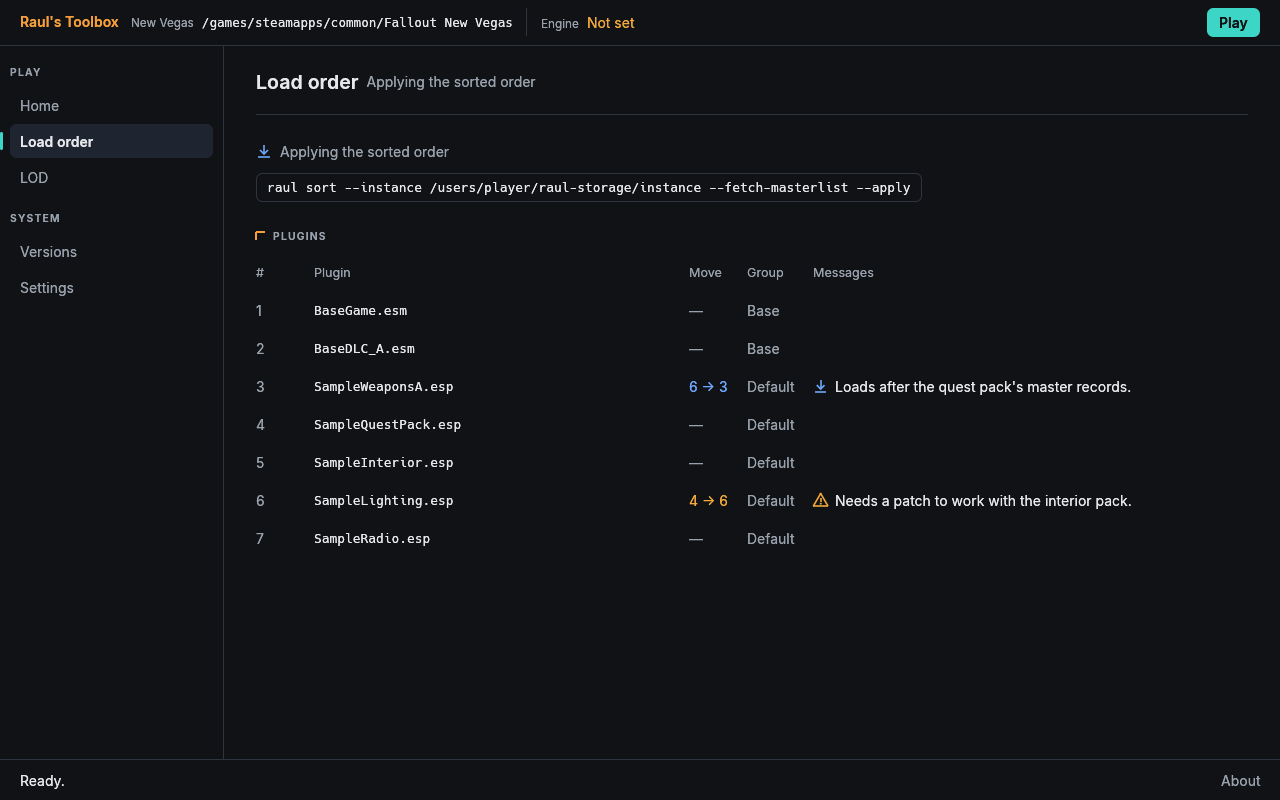 Raul's Toolbox New Vegas /games/steamapps/common/Fallout New Vegas Engine Not set Play
PLAY
Home
Load order
LOD
SYSTEM
Versions
Settings
Load order Applying the sorted order
Applying the sorted order
raul sort --instance /users/player/raul-storage/instance --fetch-masterlist --apply
PLUGINS
# Plugin Move Group Messages
1 BaseGame.esm — Base
2 BaseDLC_A.esm — Base
3 SampleWeaponsA.esp 6 → 3 Default Loads after the quest pack's master records.
4 SampleQuestPack.esp — Default
5 SampleInterior.esp — Default
6 SampleLighting.esp 4 → 6 Default Needs a patch to work with the interior pack.
7 SampleRadio.esp — Default
Ready. About